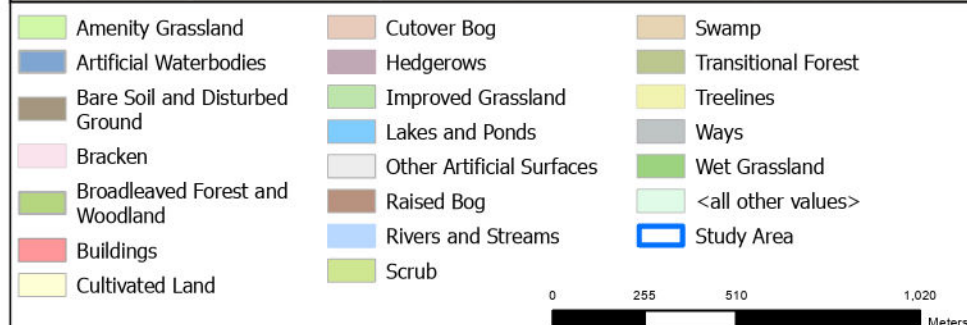 Amenity Grassland
Artificial Waterbodies
Bare Soil and Disturbed
Ground
Bracken
Broadleaved Forest and
Woodland
Buildings
Cultivated Land
Cutover Bog
Hedgerows
Improved Grassland
Lakes and Ponds
Other Artificial Surfaces
Raised Bog
Rivers and Streams
Scrub
Swamp
Transitional Forest
Treelines
Ways
Wet Grassland
<all other values>
Study Area
0 255 510 1,020
Meters